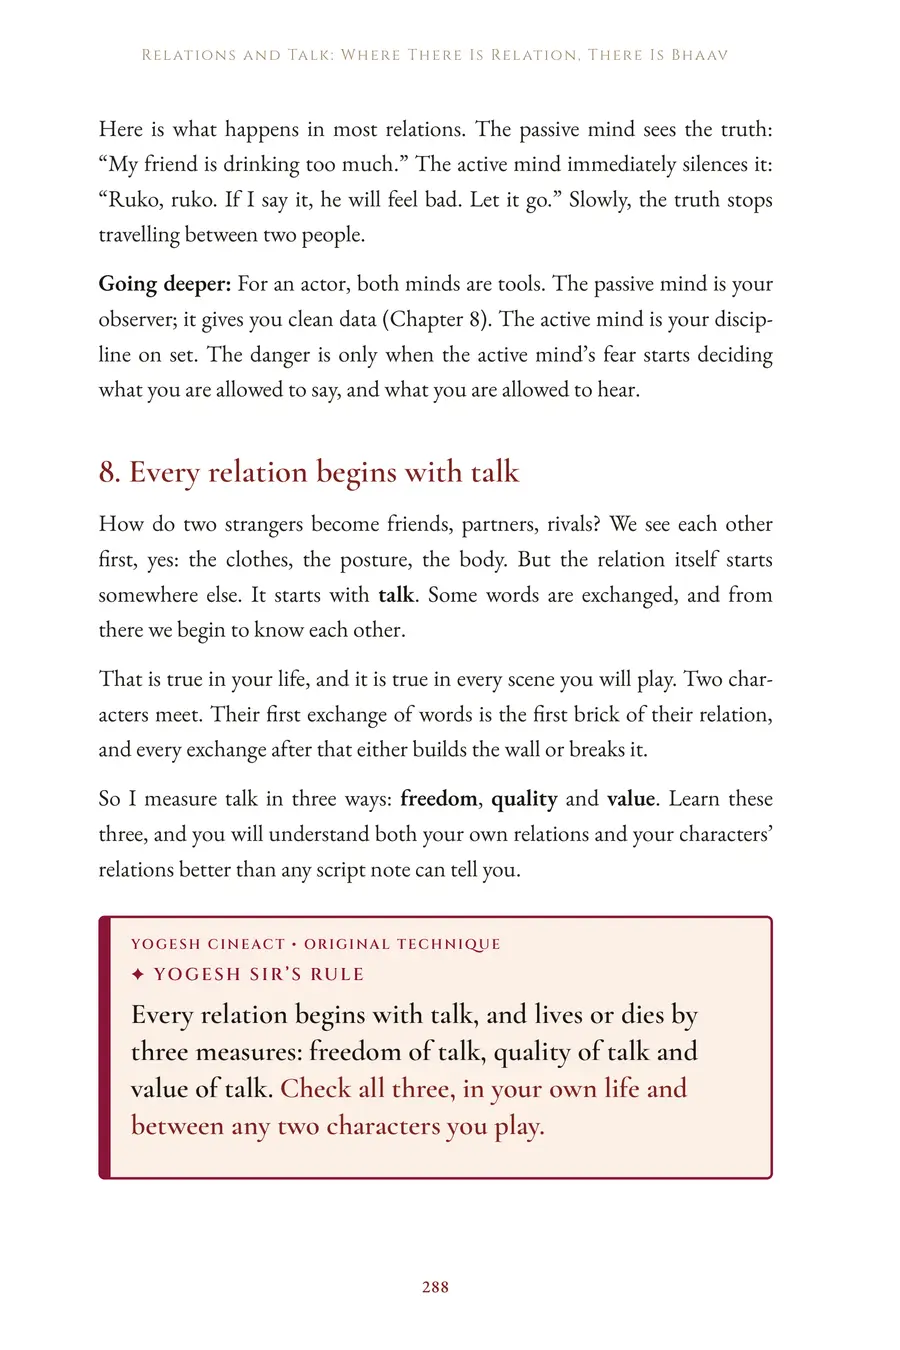 Relations and Talk: Where There Is Relation, There Is Bhaav
Here is what happens in most relations. The passive mind sees the truth:
“My friend is drinking too much.” The active mind immediately silences it:
“Ruko, ruko. If I say it, he will feel bad. Let it go.” Slowly, the truth stops
travelling between two people.
Going deeper: For an actor, both minds are tools. The passive mind is your
observer; it gives you clean data (Chapter 8). The active mind is your discip-
line on set. The danger is only when the active mind’s fear starts deciding
what you are allowed to say, and what you are allowed to hear.
8. Every relation begins with talk
How do two strangers become friends, partners, rivals? We see each other
first, yes: the clothes, the posture, the body. But the relation itself starts
somewhere else. It starts with talk. Some words are exchanged, and from
there we begin to know each other.
That is true in your life, and it is true in every scene you will play. Two char-
acters meet. Their first exchange of words is the first brick of their relation,
and every exchange after that either builds the wall or breaks it.
So I measure talk in three ways: freedom, quality and value. Learn these
three, and you will understand both your own relations and your characters’
relations better than any script note can tell you.
YOGESH CINEACT • ORIGINAL TECHNIQUE
✦ YOGESH SIR’S RULE
Every relation begins with talk, and lives or dies by
three measures: freedom of talk, quality of talk and
value of talk. Check all three, in your own life and
between any two characters you play.
288